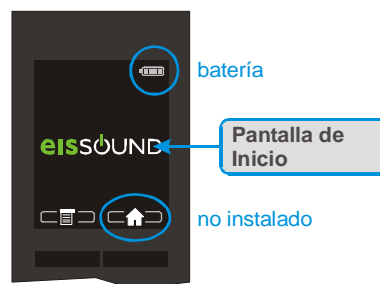 batería
eissound
Pantalla de
Inicio
no instalado